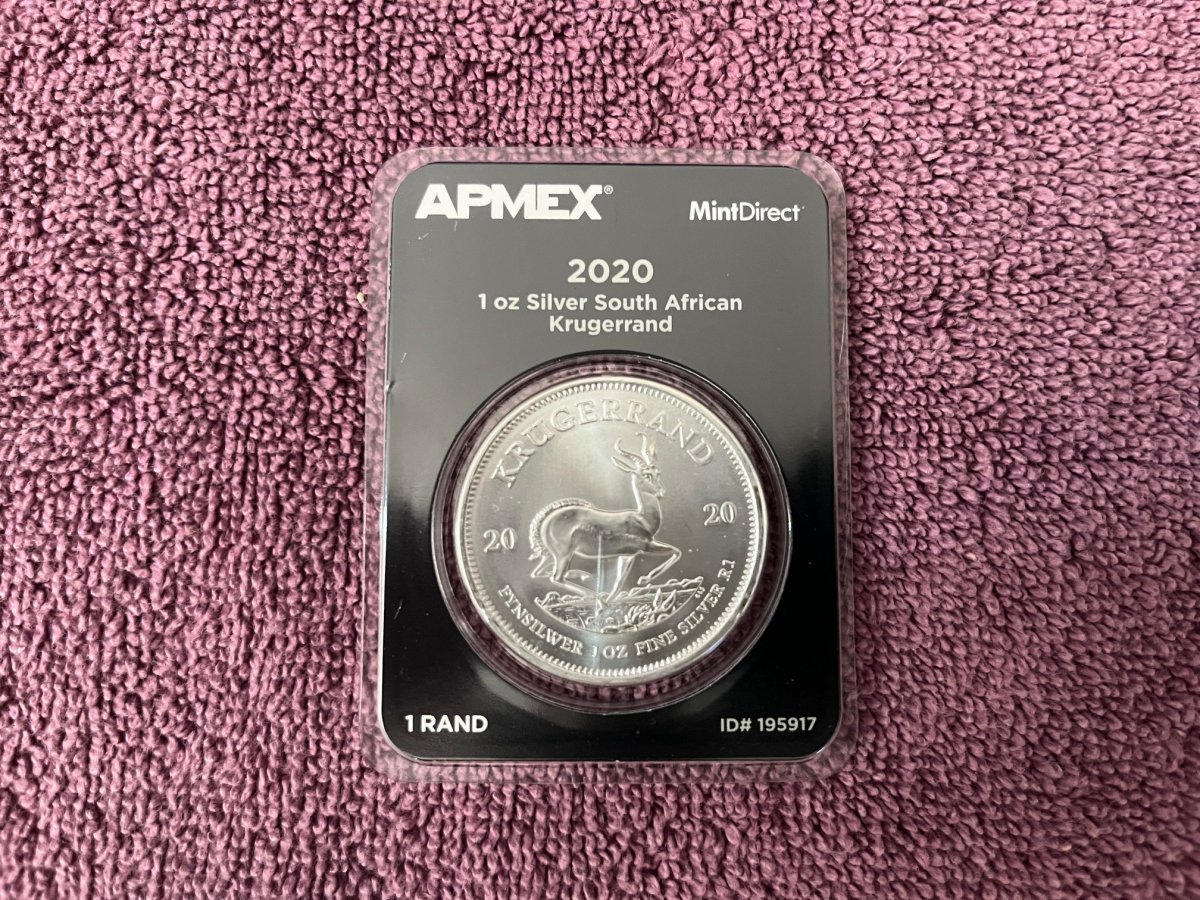 APMEX®
MintDirect
2020
1 oz Silver South African
Krugerrand
KRUGERRAND
20 20
FYNSILWER 1 OZ FINE SILVER R1
1 RAND
ID# 195917